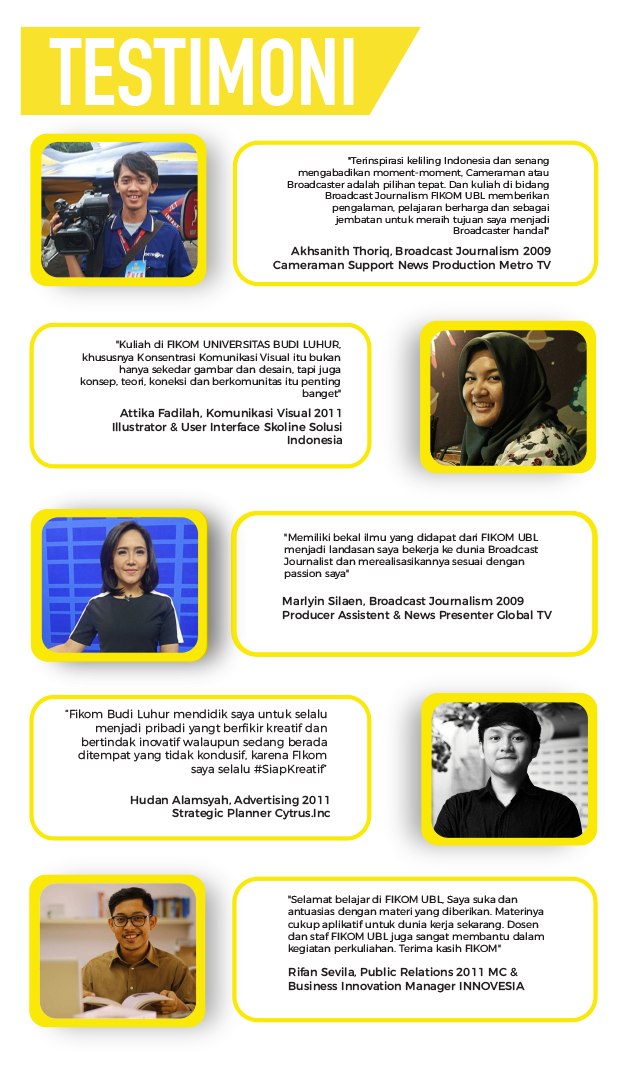 TESTIMONI
"Terinspirasi keliling Indonesia dan senang
mengabadikan moment-moment, Cameraman atau
Broadcaster adalah pilihan tepat. Dan kuliah di bidang
Broadcast Journalism FIKOM UBL memberikan
pengalaman, pelajaran berharga dan sebagai
jembatan untuk meraih tujuan saya menjadi
Broadcaster handal"
Akhsanith Thoriq, Broadcast Journalism 2009
Cameraman Support News Production Metro TV
"Kuliah di FIKOM UNIVERSITAS BUDI LUHUR,
khususnya Konsentrasi Komunikasi Visual itu bukan
hanya sekedar gambar dan desain, tapi juga
konsep, teori, koneksi dan berkomunitas itu penting
banget"
Attika Fadilah, Komunikasi Visual 2011
Illustrator & User Interface Skoline Solusi
Indonesia
"Memiliki bekal ilmu yang didapat dari FIKOM UBL
menjadi landasan saya bekerja ke dunia Broadcast
Journalist dan merealisasikannya sesuai dengan
passion saya"
Marlyin Silaen, Broadcast Journalism 2009
Producer Assistent & News Presenter Global TV
"Fikom Budi Luhur mendidik saya untuk selalu
menjadi pribadi yangt berfikir kreatif dan
bertindak inovatif walaupun sedang berada
ditempat yang tidak kondusif, karena FIkom
saya selalu #SiapKreatif"
Hudan Alamsyah, Advertising 2011
Strategic Planner Cytrus.Inc
"Selamat belajar di FIKOM UBL, Saya suka dan
antuasias dengan materi yang diberikan. Materinya
cukup aplikatif untuk dunia kerja sekarang. Dosen
dan staf FIKOM UBL juga sangat membantu dalam
kegiatan perkuliahan. Terima kasih FIKOM"
Rifan Sevila, Public Relations 2011 MC &
Business Innovation Manager INNOVESIA